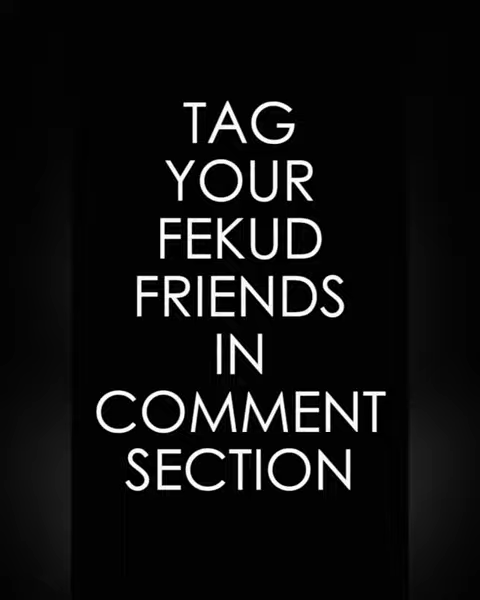 TAG
YOUR
FEKUD
FRIENDS
IN
COMMENT
SECTION